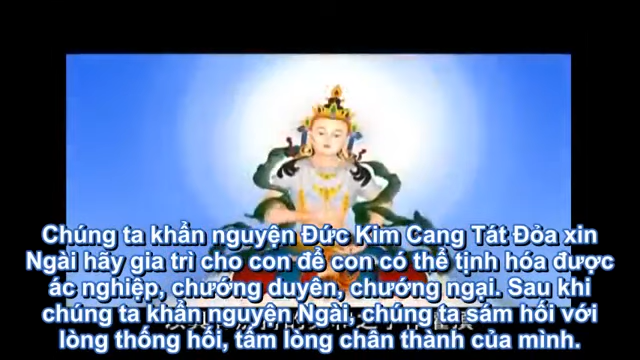 Chúng ta khẩn nguyện Đức Kim Cang Tát Đỏa xin
Ngài hãy gia trì cho con để con có thể tịnh hóa được
ác nghiệp, chướng duyên, chướng ngại. Sau khi
chúng ta khẩn nguyện Ngài, chúng ta sám hối với
lòng thống hối, tấm lòng chân thành của mình.